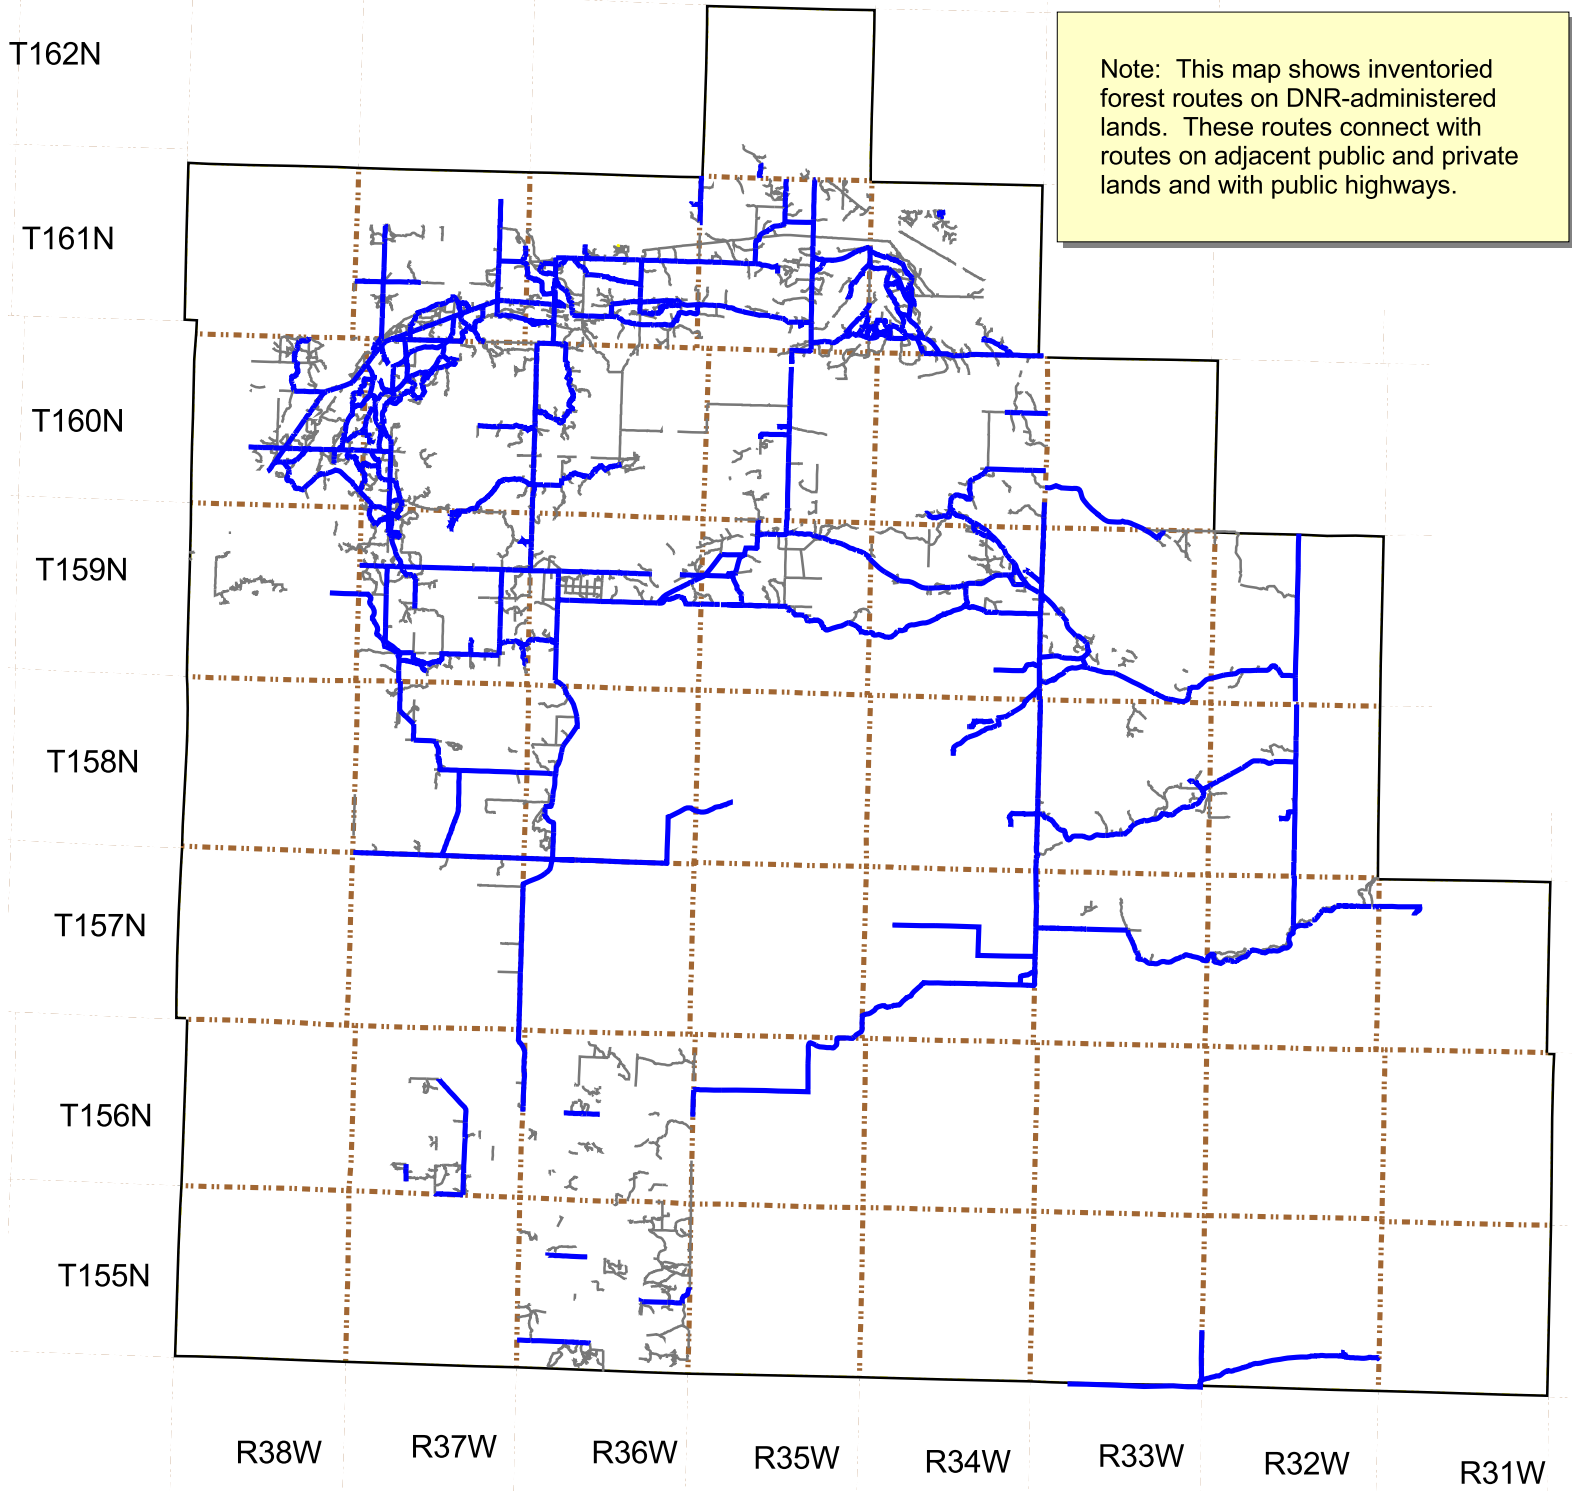 T162N
Note:  This map shows inventoried
forest routes on DNR-administered
lands.  These routes connect with
routes on adjacent public and private
lands and with public highways.
T161N
T160N
T159N
T158N
T157N
T156N
T155N
R38W
R37W
R36W
R35W
R34W
R33W
R32W
R31W